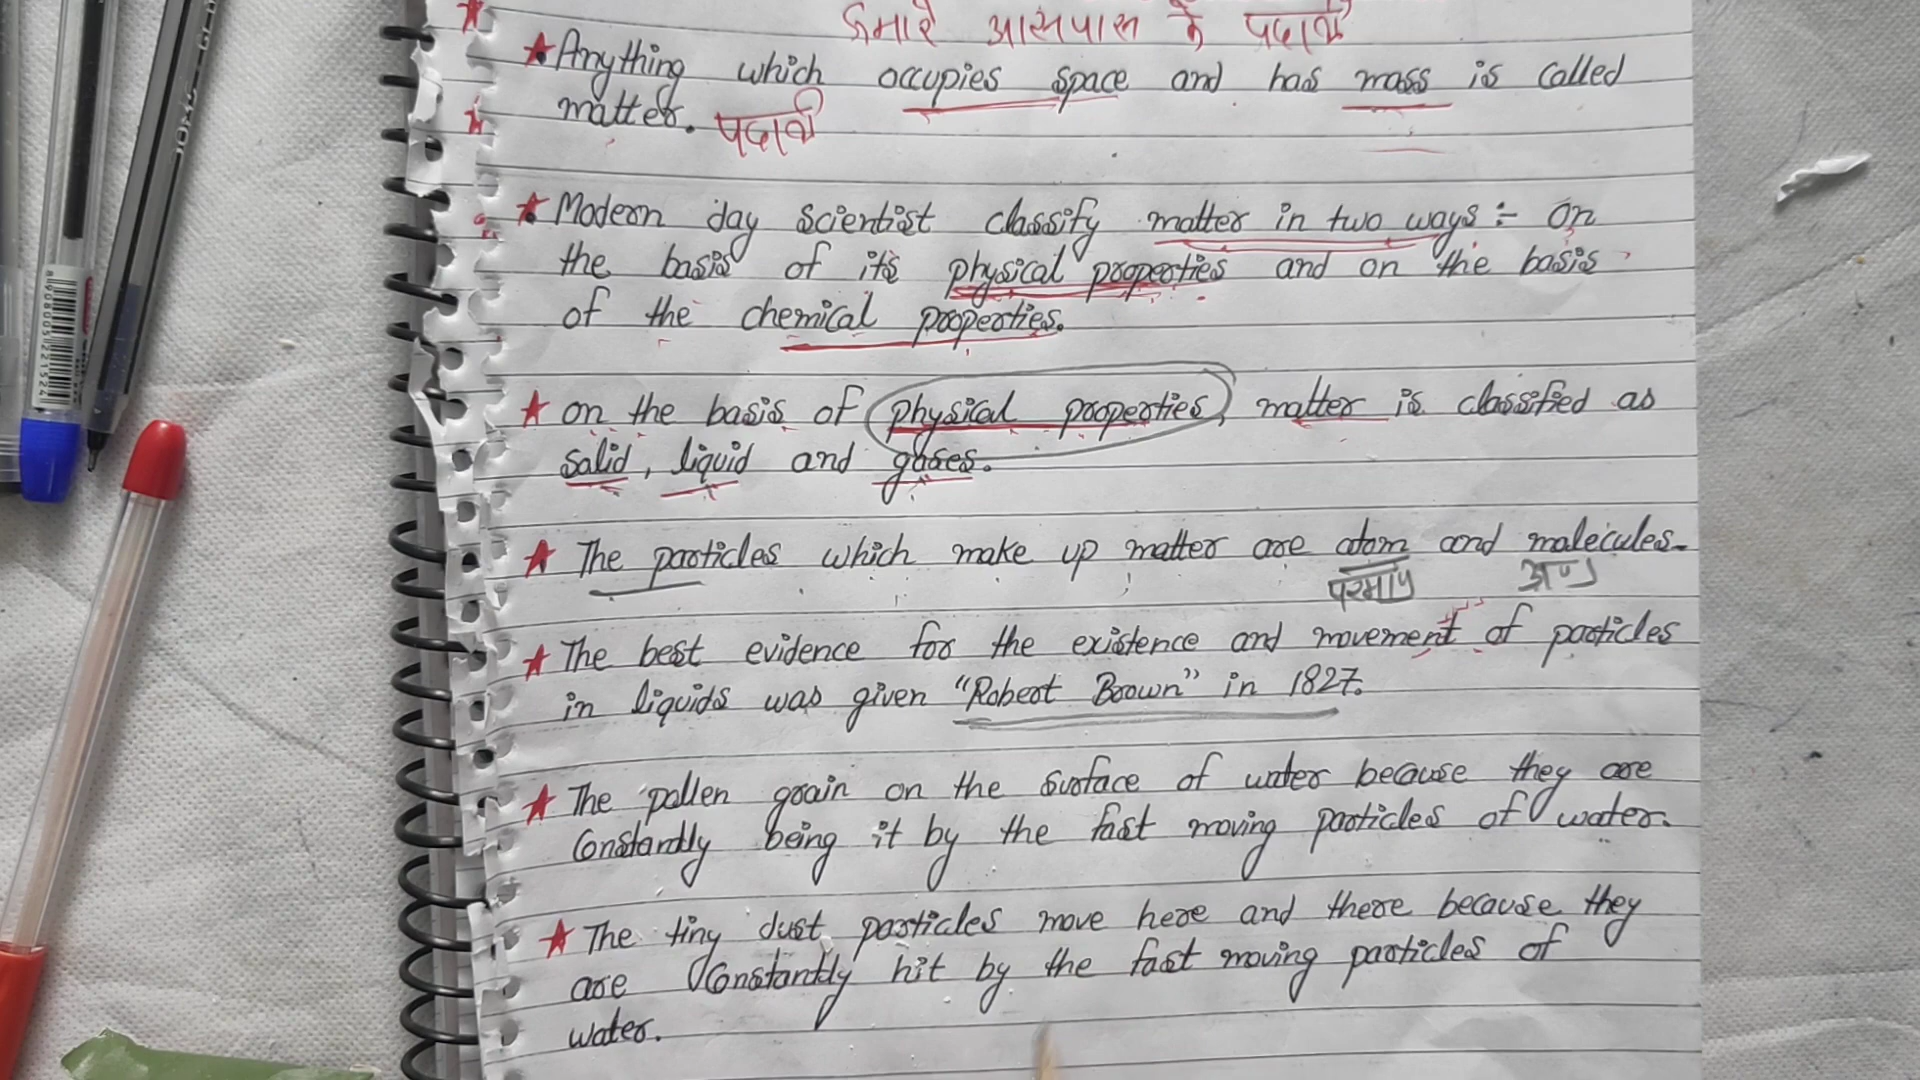 हमारे आसपास के पदार्थ
★ Anything which occupies space and has mass is called
matter. पदार्थ
★ Modern day scientist classify matter in two ways :- On
the basis of its physical properties and on the basis
of the chemical properties.
★ on the basis of physical properties, matter is classified as
salid, liquid and gases.
★ The particles which make up matter are atom and malecules.
परमाणु अणु
★ The best evidence for the existence and movement of particles
in liquids was given "Robert Brown" in 1827.
★ The pollen grain on the surface of water because they are
Constantly being it by the fast moving particles of water.
★ The tiny dust particles move here and there because they
are Constantly hit by the fast moving particles of
water.